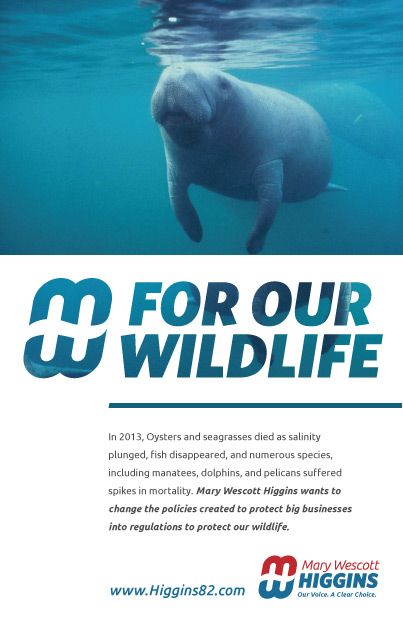 FOR OUR
WILDLIFE
In 2013, Oysters and seagrasses died as salinity
plunged, fish disappeared, and numerous species,
including manatees, dolphins, and pelicans suffered
spikes in mortality. Mary Wescott Higgins wants to
change the policies created to protect big businesses
into regulations to protect our wildlife.
www.Higgins82.com
Mary Wescott
HIGGINS
Our Voice. A Clear Choice.